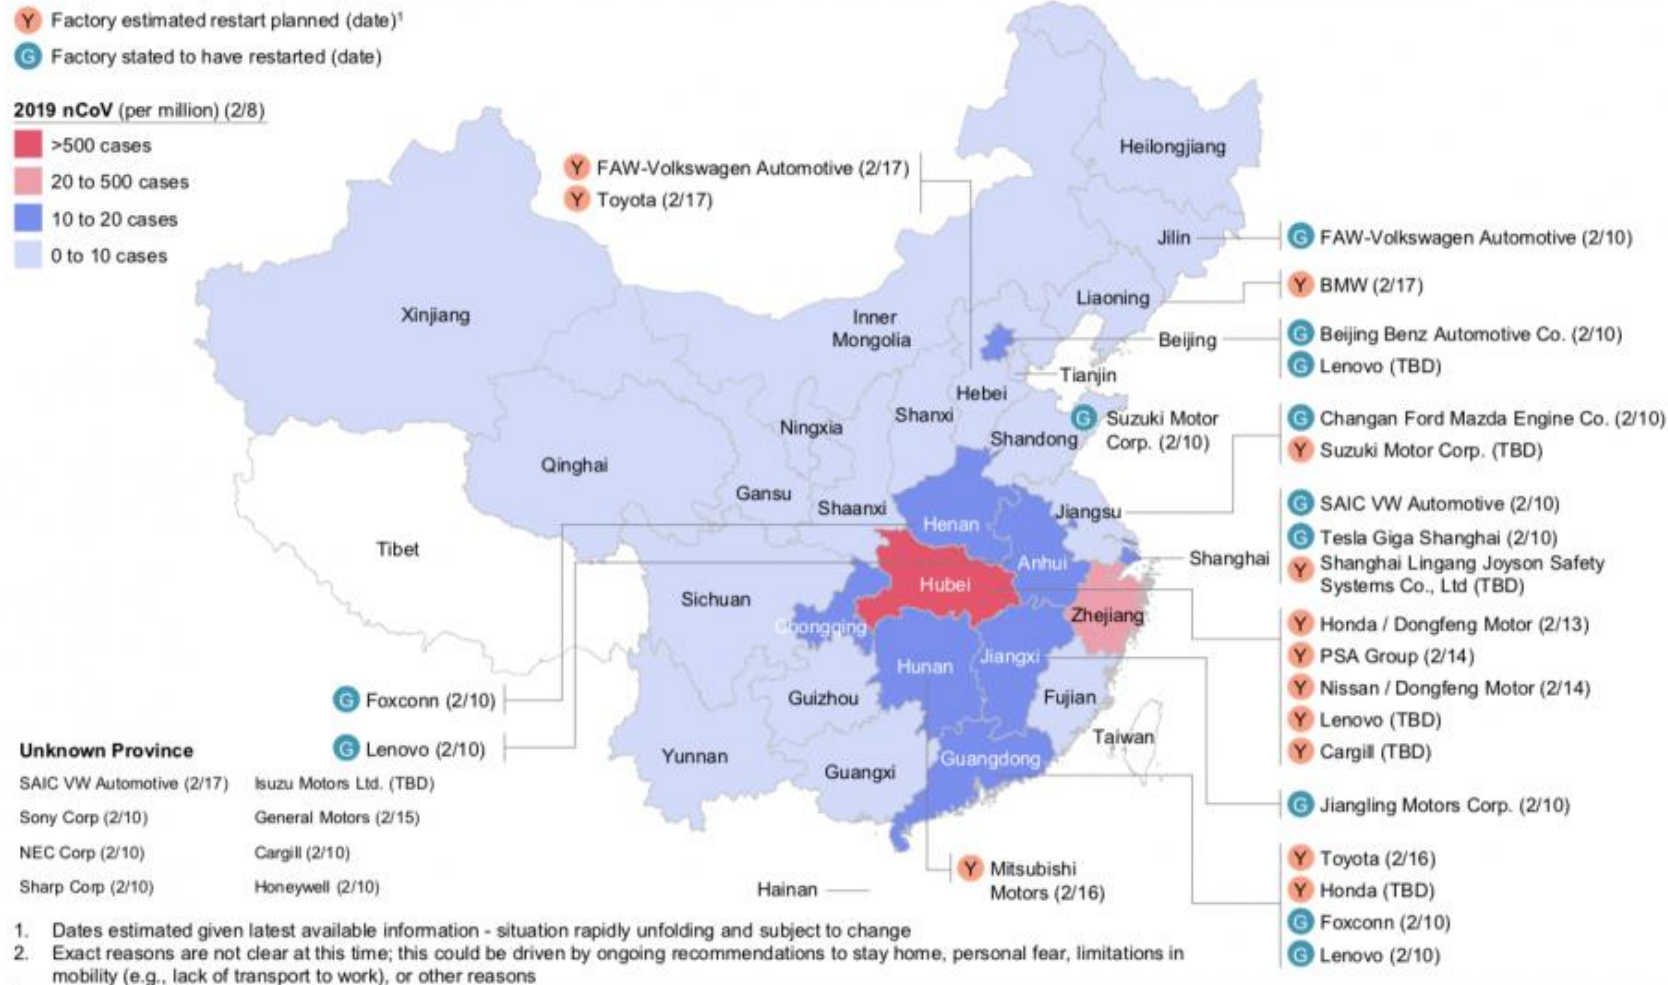 Y Factory estimated restart planned (date)1
G Factory stated to have restarted (date)
2019 nCoV (per million) (2/8)
>500 cases
20 to 500 cases
10 to 20 cases
0 to 10 cases
Y FAW-Volkswagen Automotive (2/17)
Y Toyota (2/17)
Heilongjiang
Jilin
G FAW-Volkswagen Automotive (2/10)
Liaoning
Y BMW (2/17)
Xinjiang
Inner
Mongolia
Beijing
G Beijing Benz Automotive Co. (2/10)
G Lenovo (TBD)
Tianjin
Hebei
Shanxi
Ningxia
Shandong
G Suzuki Motor
Corp. (2/10)
G Changan Ford Mazda Engine Co. (2/10)
Y Suzuki Motor Corp. (TBD)
Qinghai
Gansu
Shaanxi
Henan
Jiangsu
G SAIC VW Automotive (2/10)
G Tesla Giga Shanghai (2/10)
Y Shanghai Lingang Joyson Safety
Systems Co., Ltd (TBD)
Tibet
Anhui
Shanghai
Hubei
Sichuan
Zhejiang
Chongqing
Y Honda / Dongfeng Motor (2/13)
Y PSA Group (2/14)
Y Nissan / Dongfeng Motor (2/14)
Y Lenovo (TBD)
Y Cargill (TBD)
Hunan
Jiangxi
Guizhou
Fujian
G Foxconn (2/10)
G Lenovo (2/10)
Yunnan
Guangxi
Guangdong
Taiwan
G Jiangling Motors Corp. (2/10)
Y Toyota (2/16)
Y Honda (TBD)
G Foxconn (2/10)
G Lenovo (2/10)
Y Mitsubishi
Motors (2/16)
Hainan
Unknown Province
SAIC VW Automotive (2/17) Isuzu Motors Ltd. (TBD)
Sony Corp (2/10) General Motors (2/15)
NEC Corp (2/10) Cargill (2/10)
Sharp Corp (2/10) Honeywell (2/10)
1. Dates estimated given latest available information - situation rapidly unfolding and subject to change
2. Exact reasons are not clear at this time; this could be driven by ongoing recommendations to stay home, personal fear, limitations in
mobility (e.g., lack of transport to work), or other reasons